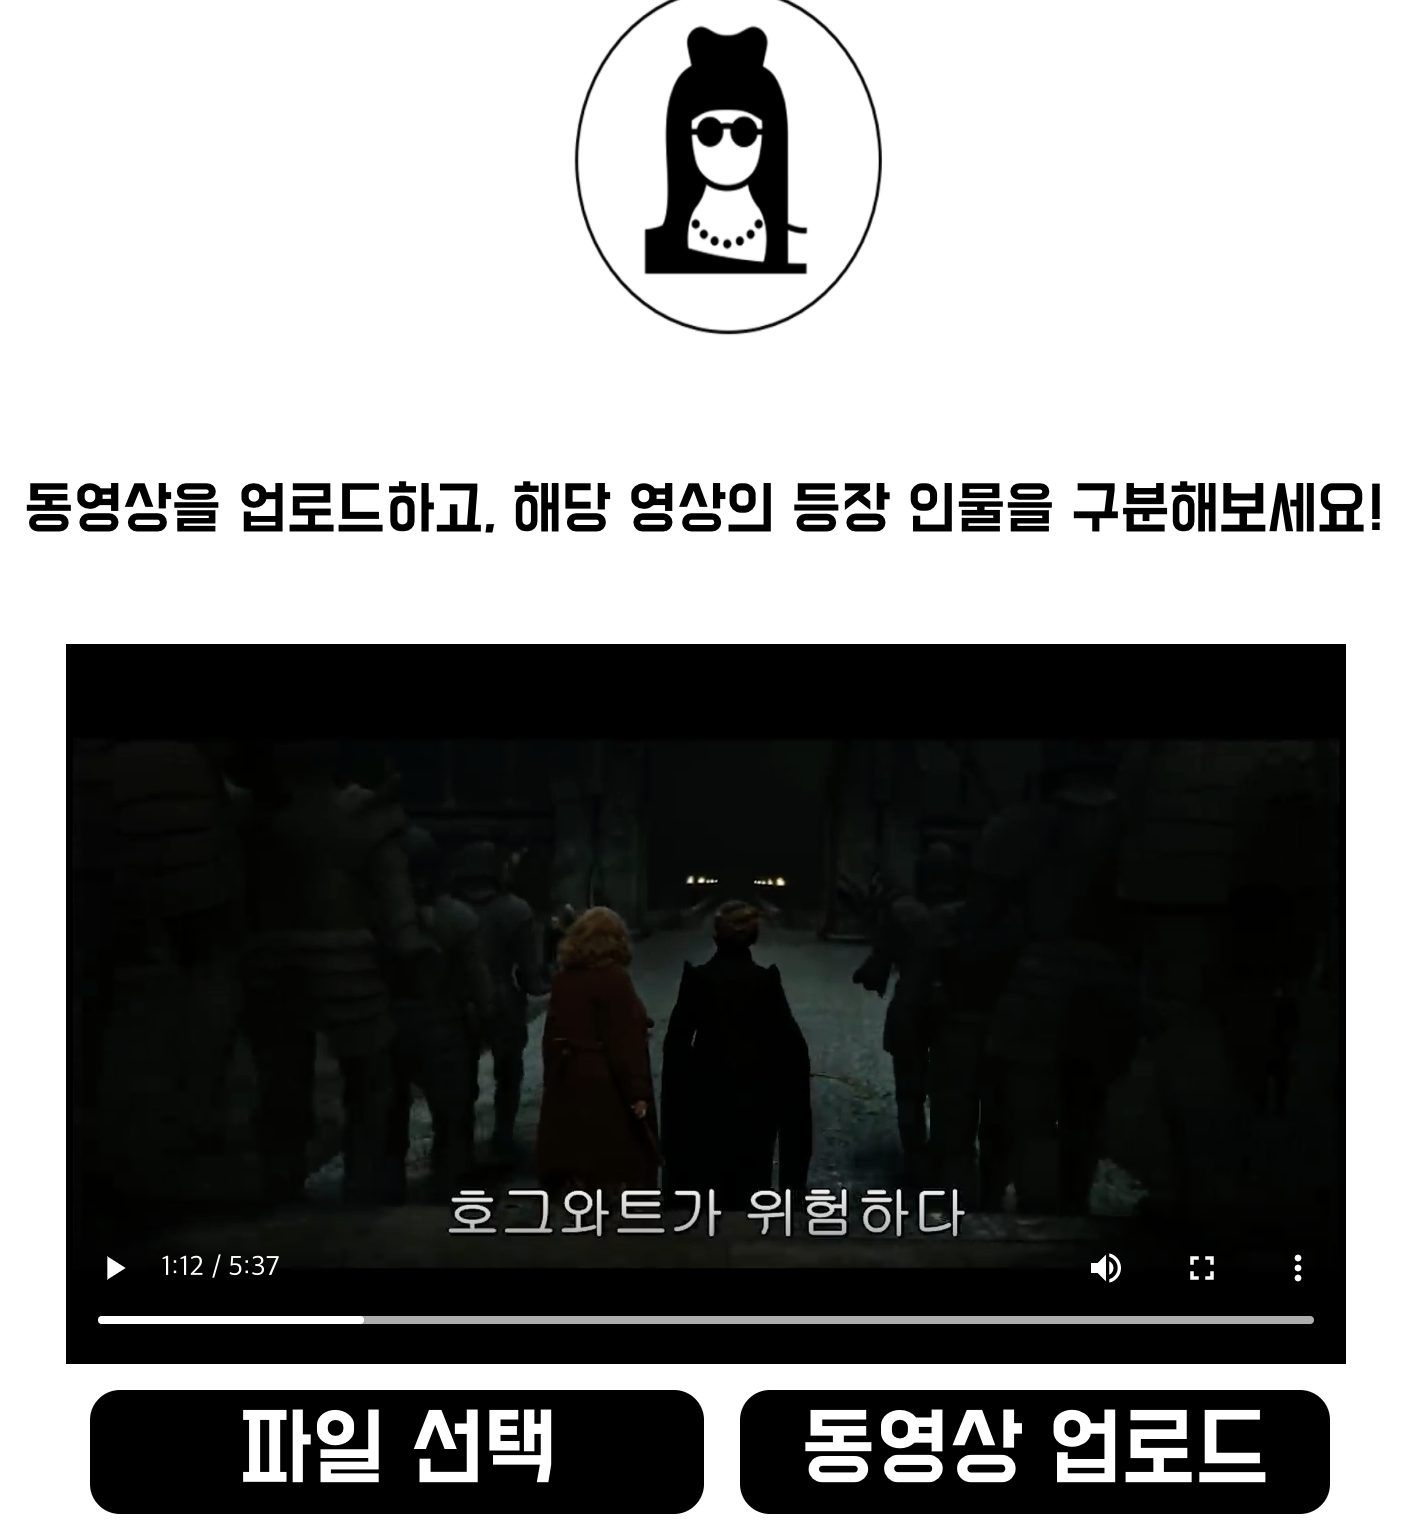 동영상을 업로드하고, 해당 영상의 등장 인물을 구분해보세요!
호그와트가 위험하다
1:12 / 5:37
파일 선택
동영상 업로드